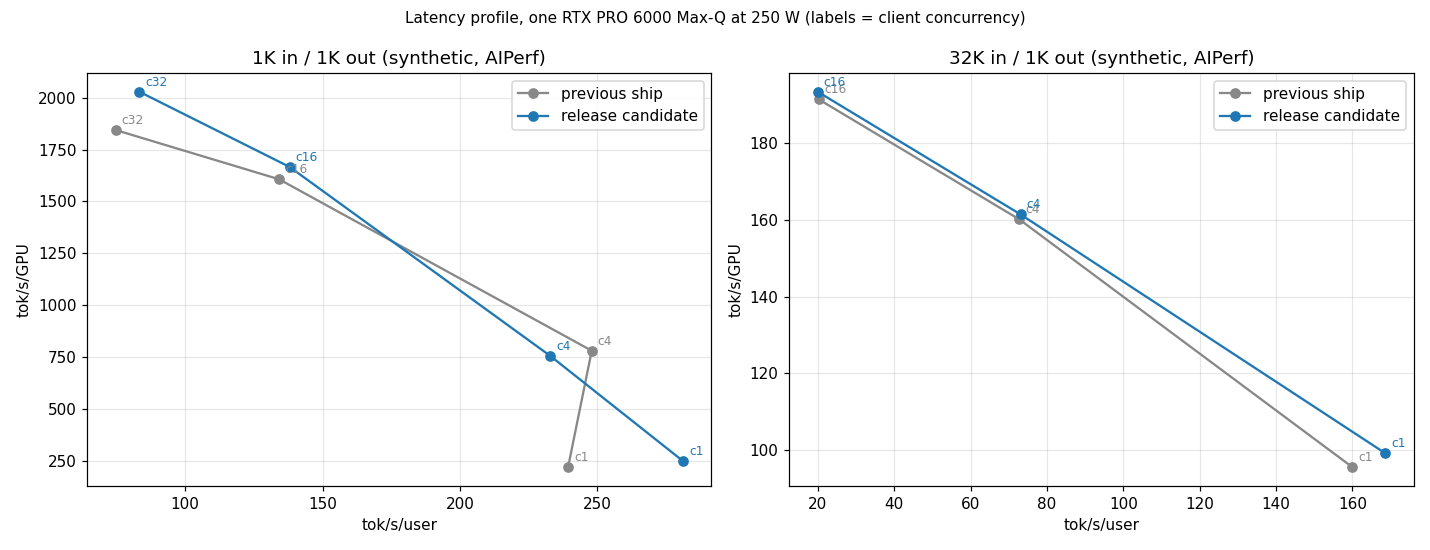 Latency profile, one RTX PRO 6000 Max-Q at 250 W (labels = client concurrency)
1K in / 1K out (synthetic, AIPerf)
tok/s/GPU
2000
1750
1500
1250
1000
750
500
250
100
150
200
250
tok/s/user
previous ship
release candidate
c32
c32
c16
c4
c4
c1
c1
32K in / 1K out (synthetic, AIPerf)
tok/s/GPU
180
160
140
120
100
20
40
60
80
100
120
140
160
tok/s/user
previous ship
release candidate
c16
c16
c4
c4
c1
c1